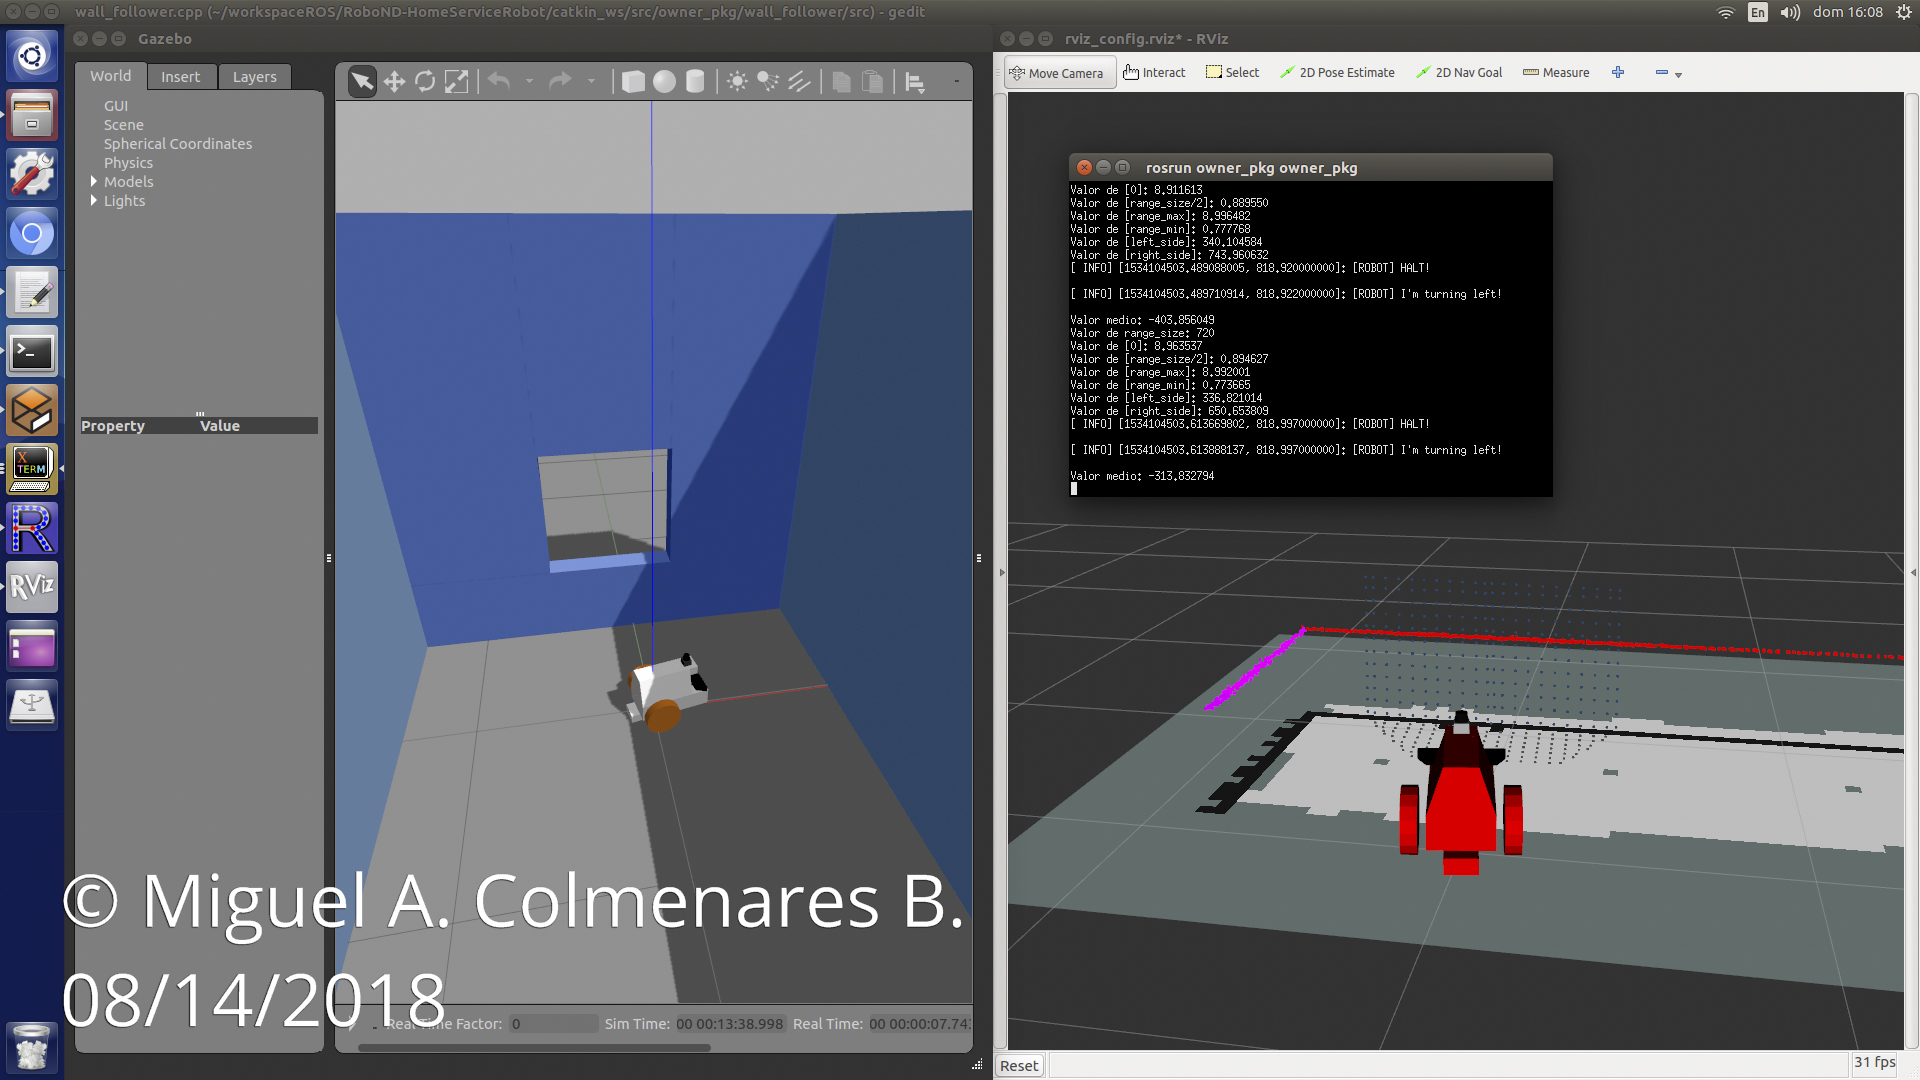 wall_follower.cpp (~/workspaceROS/RoboND-HomeServiceRobot/catkin_ws/src/owner_pkg/wall_follower/src) - gedit
En
dom 16:08
Gazebo
World Insert Layers
GUI
Scene
Spherical Coordinates
Physics
Models
Lights
Property Value
Real Time Factor: 0 Sim Time: 00 00:13:38.998 Real Time: 00 00:00:07.74
rviz_config.rviz* - RViz
Move Camera Interact Select 2D Pose Estimate 2D Nav Goal Measure
rosrun owner_pkg owner_pkg
Valor de [0]: 8.911613
Valor de [range_size/2]: 0.889550
Valor de [range_max]: 8.996482
Valor de [range_min]: 0.777768
Valor de [left_side]: 340.104584
Valor de [right_side]: 743.960632
[ INFO] [1534104503.489088005, 818.920000000]: [ROBOT] HALT!
[ INFO] [1534104503.489710914, 818.922000000]: [ROBOT] I'm turning left!
Valor medio: -403.856049
Valor de range_size: 720
Valor de [0]: 8.963537
Valor de [range_size/2]: 0.894627
Valor de [range_max]: 8.992001
Valor de [range_min]: 0.773665
Valor de [left_side]: 336.821014
Valor de [right_side]: 650.653809
[ INFO] [1534104503.613669802, 818.997000000]: [ROBOT] HALT!
[ INFO] [1534104503.613888137, 818.997000000]: [ROBOT] I'm turning left!
Valor medio: -313.832794
X
TERM
R
RViz
© Miguel A. Colmenares B.
08/14/2018
Reset
31 fps